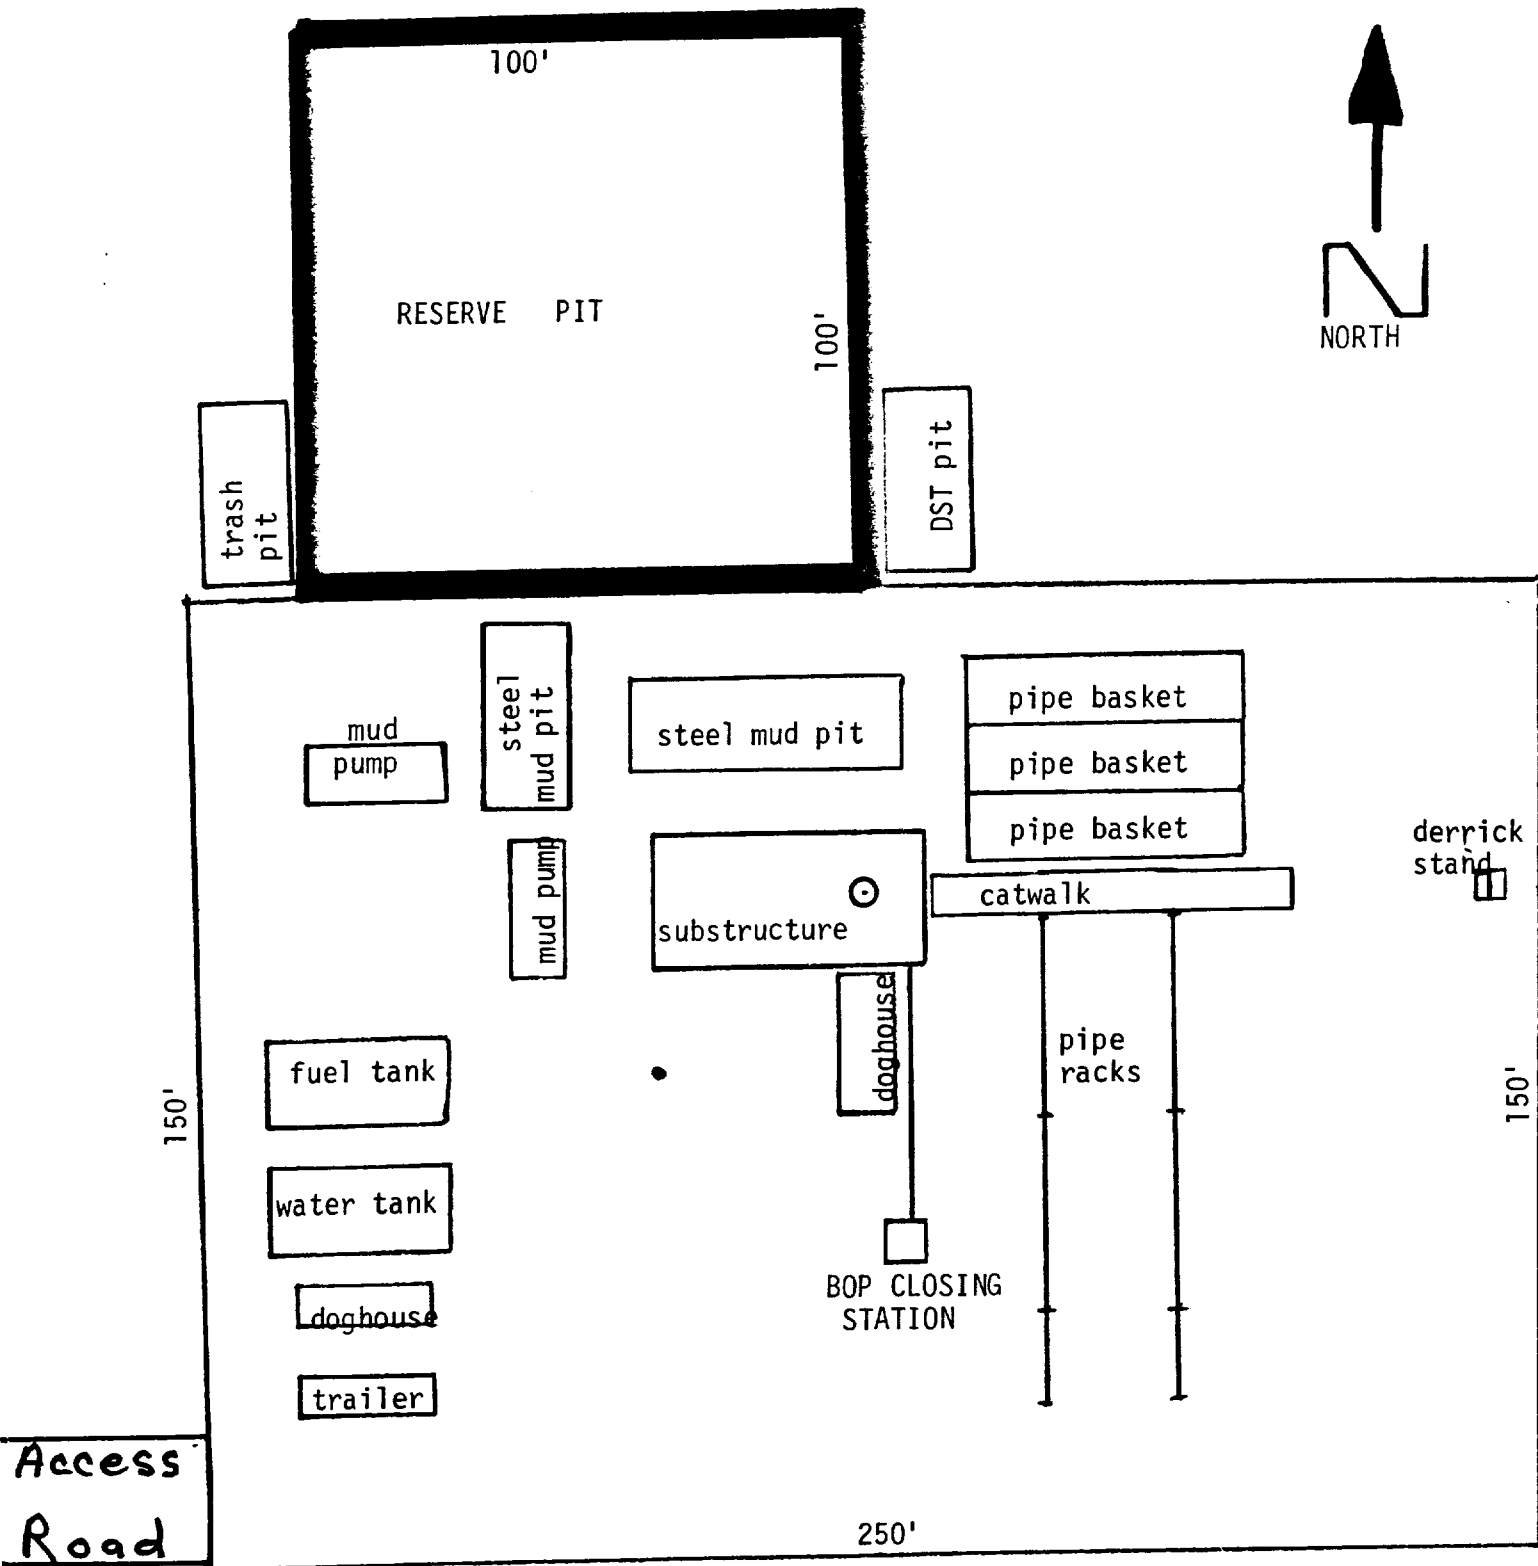 100'
RESERVE PIT
100'
N
NORTH
trash
pit
DST pit
steel
mud pit
mud
pump
steel mud pit
pipe basket
pipe basket
pipe basket
mud pump
substructure
catwalk
derrick
stand
doghouse
fuel tank
pipe
racks
150'
150'
water tank
BOP CLOSING
STATION
doghouse
trailer
Access
Road
250'